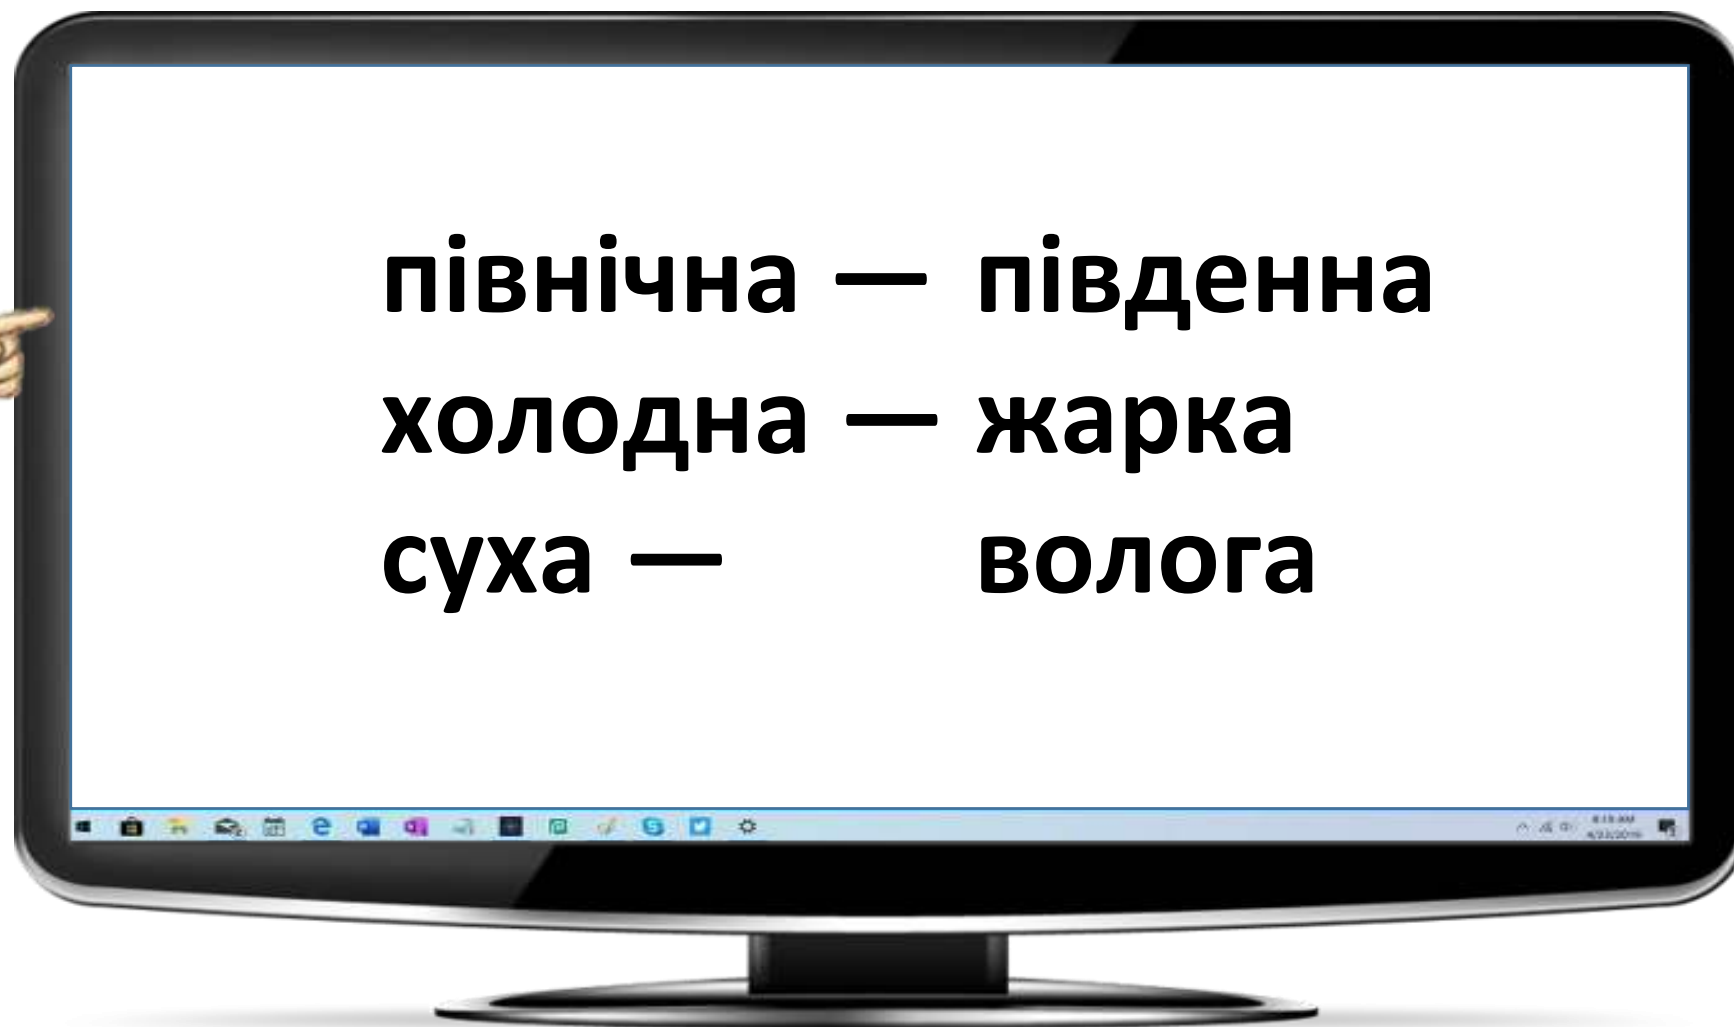 північна — південна
холодна — жарка
суха — волога